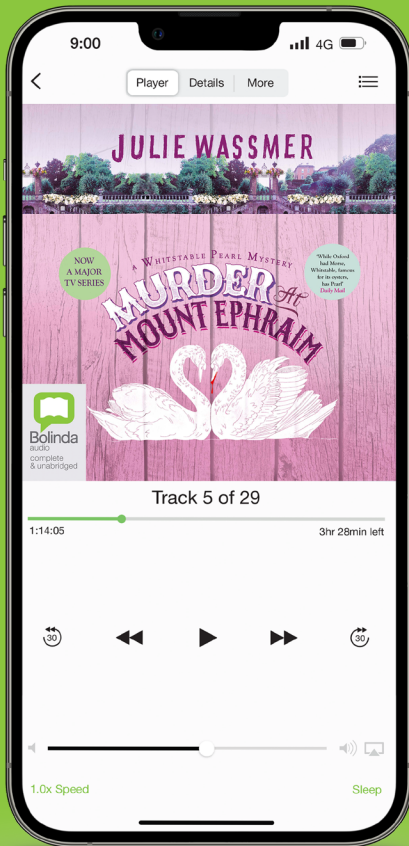 9:00
4G
Player
Details
More
JULIE WASSMER
NOW
A MAJOR
TV SERIES
A WHITSTABLE PEARL MYSTERY
'While Oxford
had Morse,
Whitstable, famous
for its oysters,
has Pearl'
Daily Mail
MURDER At
MOUNT EPHRAIM
Bolinda
audio
complete
& unabridged
Track 5 of 29
1:14:05
3hr 28min left
30
30
1.0x Speed
Sleep